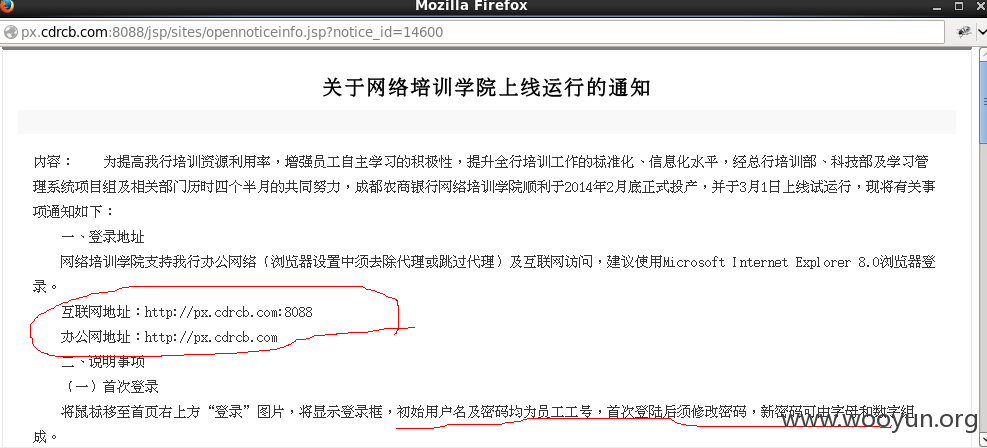 Mozilla Firefox
px.cdrcb.com:8088/jsp/sites/opennoticeinfo.jsp?notice_id=14600
关于网络培训学院上线运行的通知
内容： 为提高我行培训资源利用率，增强员工自主学习的积极性，提升全行培训工作的标准化、信息化水平，经总行培训部、科技部及学习管
理系统项目组及相关部门历时四个半月的共同努力，成都农商银行网络培训学院顺利于2014年2月底正式投产，并于3月1日上线试运行，现将有关事
项通知如下：
一、登录地址
网络培训学院支持我行办公网络（浏览器设置中须去除代理或跳过代理）及互联网访问，建议使用Microsoft Internet Explorer 8.0浏览器登
录。
互联网地址：http://px.cdrcb.com:8088
办公网地址：http://px.cdrcb.com
二、说明事项
（一）首次登录
将鼠标移至首页右上方“登录”图片，将显示登录框，初始用户名及密码均为员工工号，首次登陆后须修改密码，新密码可由字母和数字组
成。
www.wooyun.org